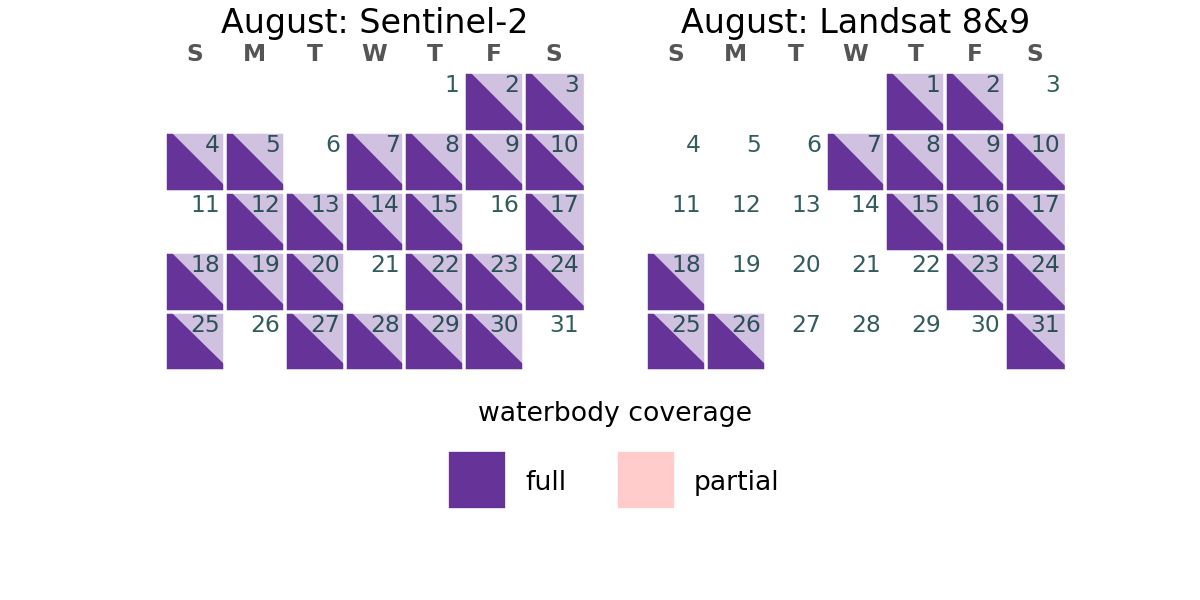 August: Sentinel-2
S M T W T F S
1 2 3
4 5 6 7 8 9 10
11 12 13 14 15 16 17
18 19 20 21 22 23 24
25 26 27 28 29 30 31
August: Landsat 8&9
S M T W T F S
1 2 3
4 5 6 7 8 9 10
11 12 13 14 15 16 17
18 19 20 21 22 23 24
25 26 27 28 29 30 31
waterbody coverage
full partial